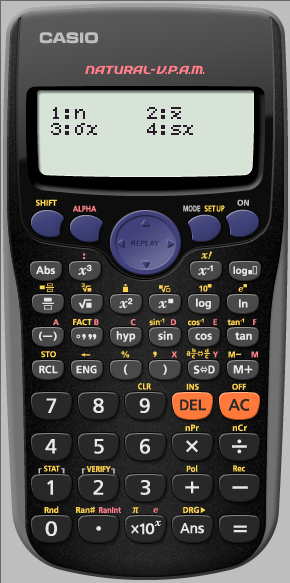 CASIO
NATURAL-V.P.A.M.
1:n 2:x̅
3:σx 4:sx
SHIFT ALPHA MODE SETUP ON
REPLAY
: x!
Abs x³ x⁻¹ log▪▯
▪▤ ³√▪ ▪√▫ 10▪ e▪
√▪ x² x▪ log ln
A FACT B C sin⁻¹ D cos⁻¹ E tan⁻¹ F
(−) °,,, hyp sin cos tan
STO ← % , X a b/c⇔d/c Y M− M
RCL ENG ( ) S⇔D M+
CLR INS OFF
7 8 9 DEL AC
nPr nCr
4 5 6 × ÷
STAT VERIFY Pol Rec
1 2 3 + −
Rnd Ran# RanInt π e DRG▶
0 · ×10ˣ Ans =